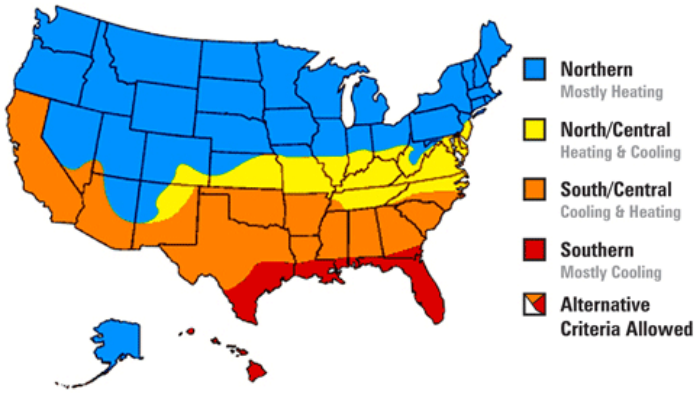 Northern
Mostly Heating
North/Central
Heating & Cooling
South/Central
Cooling & Heating
Southern
Mostly Cooling
Alternative
Criteria Allowed